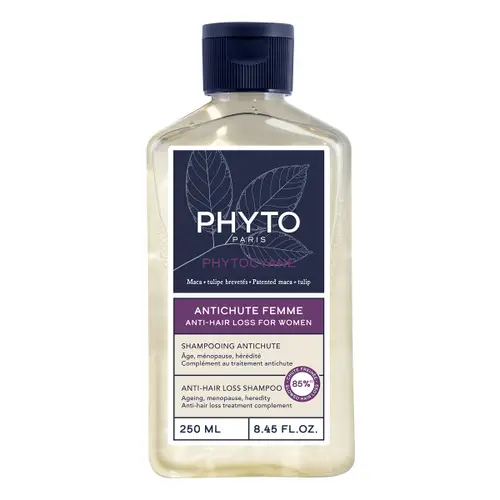 PHYTO
PARIS
PHYTOCYANE
Maca • tulipe brevetés • Patented maca • tulip
ANTICHUTE FEMME
ANTI-HAIR LOSS FOR WOMEN
SHAMPOOING ANTICHUTE
Âge, ménopause, hérédité
Complément au traitement antichute
ANTI-HAIR LOSS SHAMPOO
Ageing, menopause, heredity
Anti-hair loss treatment complement
85%
250 ML
8.45 FL.OZ.